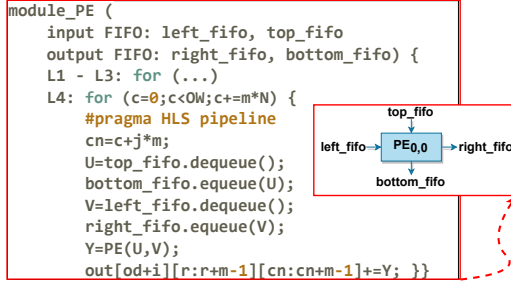 module_PE (
input FIFO: left_fifo, top_fifo
output FIFO: right_fifo, bottom_fifo) {
L1 - L3: for (...)
L4: for (c=0;c<OW;c+=m*N) {
#pragma HLS pipeline
cn=c+j*m;
U=top_fifo.dequeue();
bottom_fifo.equeue(U);
V=left_fifo.dequeue();
right_fifo.equeue(V);
Y=PE(U,V);
out[od+i][r:r+m-1][cn:cn+m-1]+=Y; }}
top_fifo
left_fifo PE0,0 right_fifo
bottom_fifo